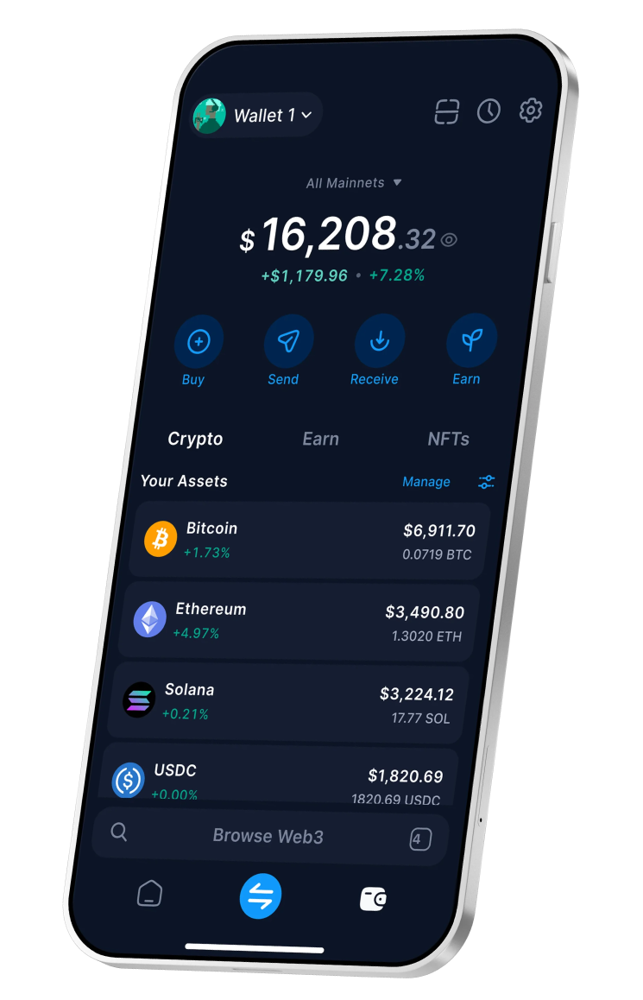 Wallet 1
All Mainnets
$16,208.32
+$1,179.96 • +7.28%
Buy Send Receive Earn
Crypto Earn NFTs
Your Assets Manage
Bitcoin $6,911.70
+1.73% 0.0719 BTC
Ethereum $3,490.80
+4.97% 1.3020 ETH
Solana $3,224.12
+0.21% 17.77 SOL
USDC $1,820.69
+0.00% 1820.69 USDC
Browse Web3 4